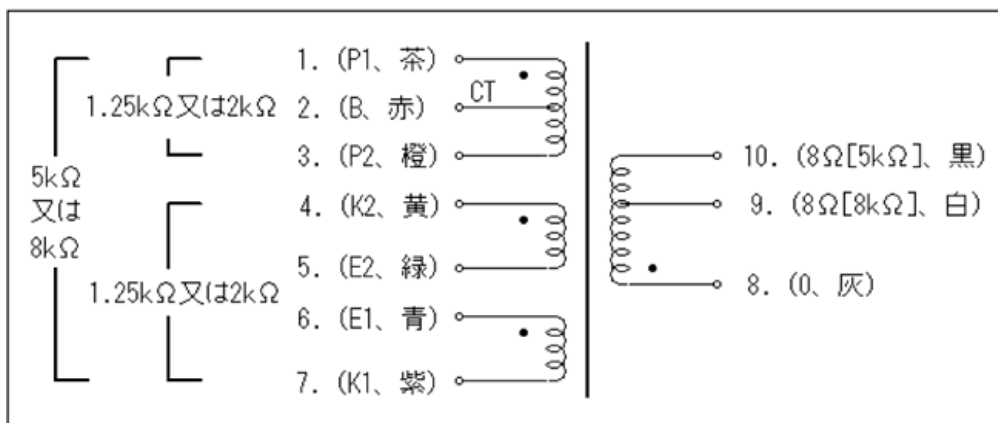 1. (P1、茶)
CT
1.25kΩ又は2kΩ
2. (B、赤)
3. (P2、橙)
10. (8Ω[5kΩ]、黒)
5kΩ
又は
8kΩ
4. (K2、黄)
9. (8Ω[8kΩ]、白)
5. (E2、緑)
8. (0、灰)
1.25kΩ又は2kΩ
6. (E1、青)
7. (K1、紫)